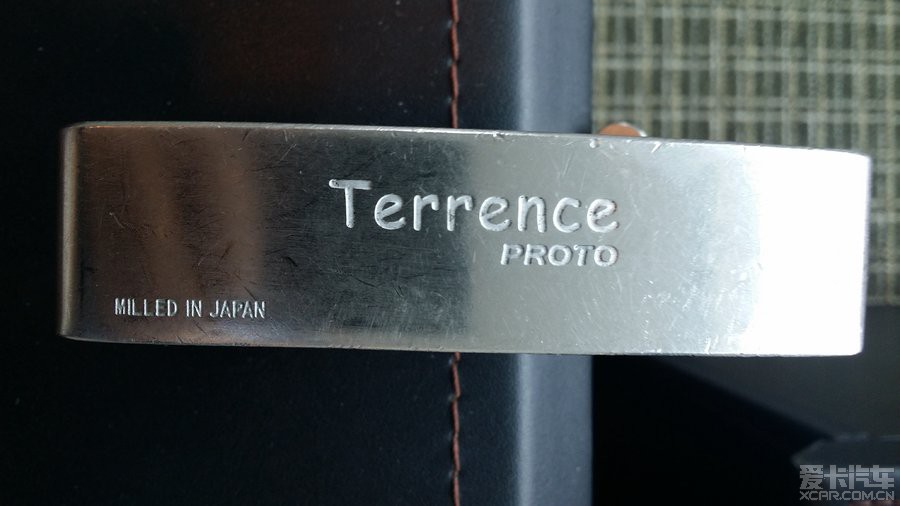 Terrence
PROTO
MILLED IN JAPAN
爱卡汽车
XCAR.COM.CN